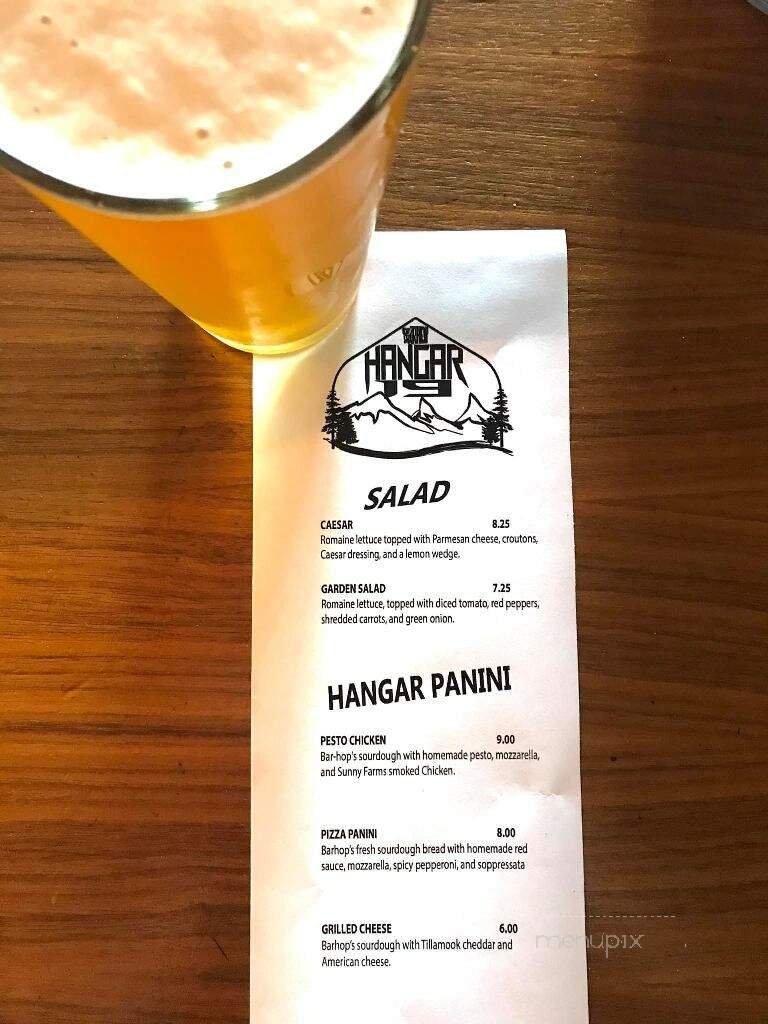 HANGAR
19
SALAD
CAESAR 8.25
Romaine lettuce topped with Parmesan cheese, croutons,
Caesar dressing, and a lemon wedge.
GARDEN SALAD 7.25
Romaine lettuce, topped with diced tomato, red peppers,
shredded carrots, and green onion.
HANGAR PANINI
PESTO CHICKEN 9.00
Bar-hop's sourdough with homemade pesto, mozzarella,
and Sunny Farms smoked Chicken.
PIZZA PANINI 8.00
Barhop's fresh sourdough bread with homemade red
sauce, mozzarella, spicy pepperoni, and soppressata
GRILLED CHEESE 6.00
Barhop's sourdough with Tillamook cheddar and
American cheese.
menupix